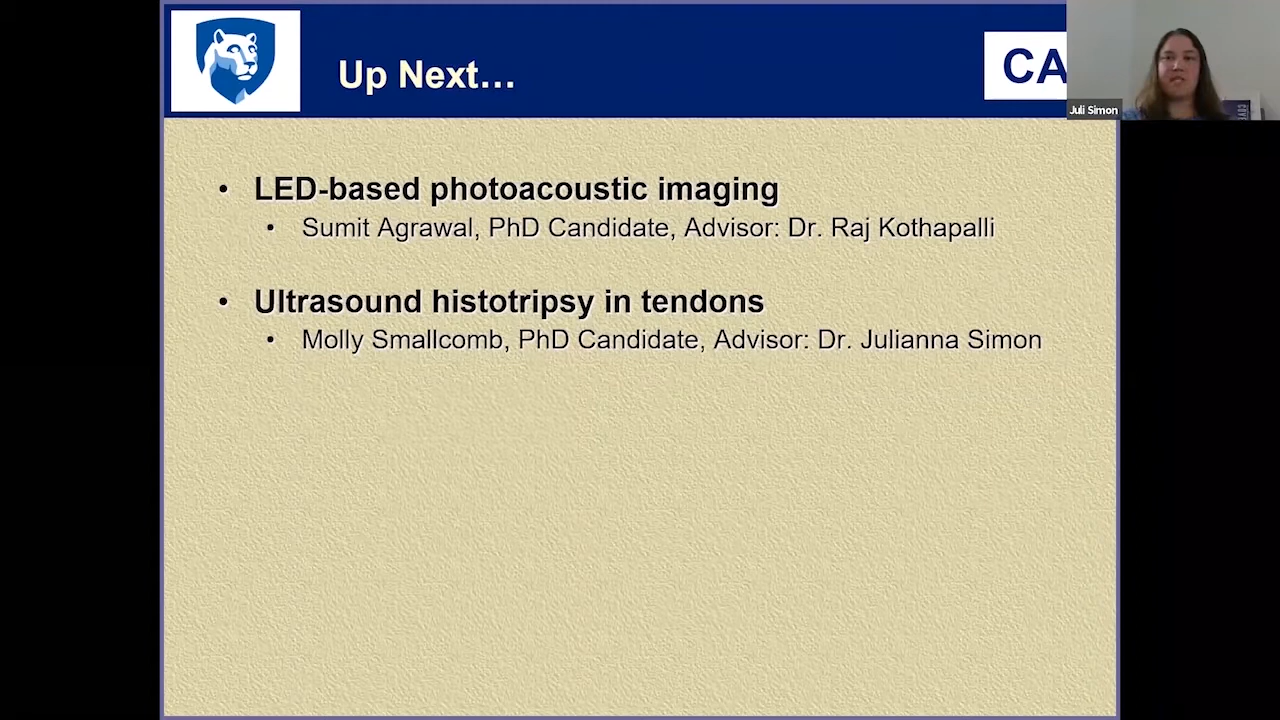 Up Next…
CA
Juli Simon
• LED-based photoacoustic imaging
• Sumit Agrawal, PhD Candidate, Advisor: Dr. Raj Kothapalli
• Ultrasound histotripsy in tendons
• Molly Smallcomb, PhD Candidate, Advisor: Dr. Julianna Simon